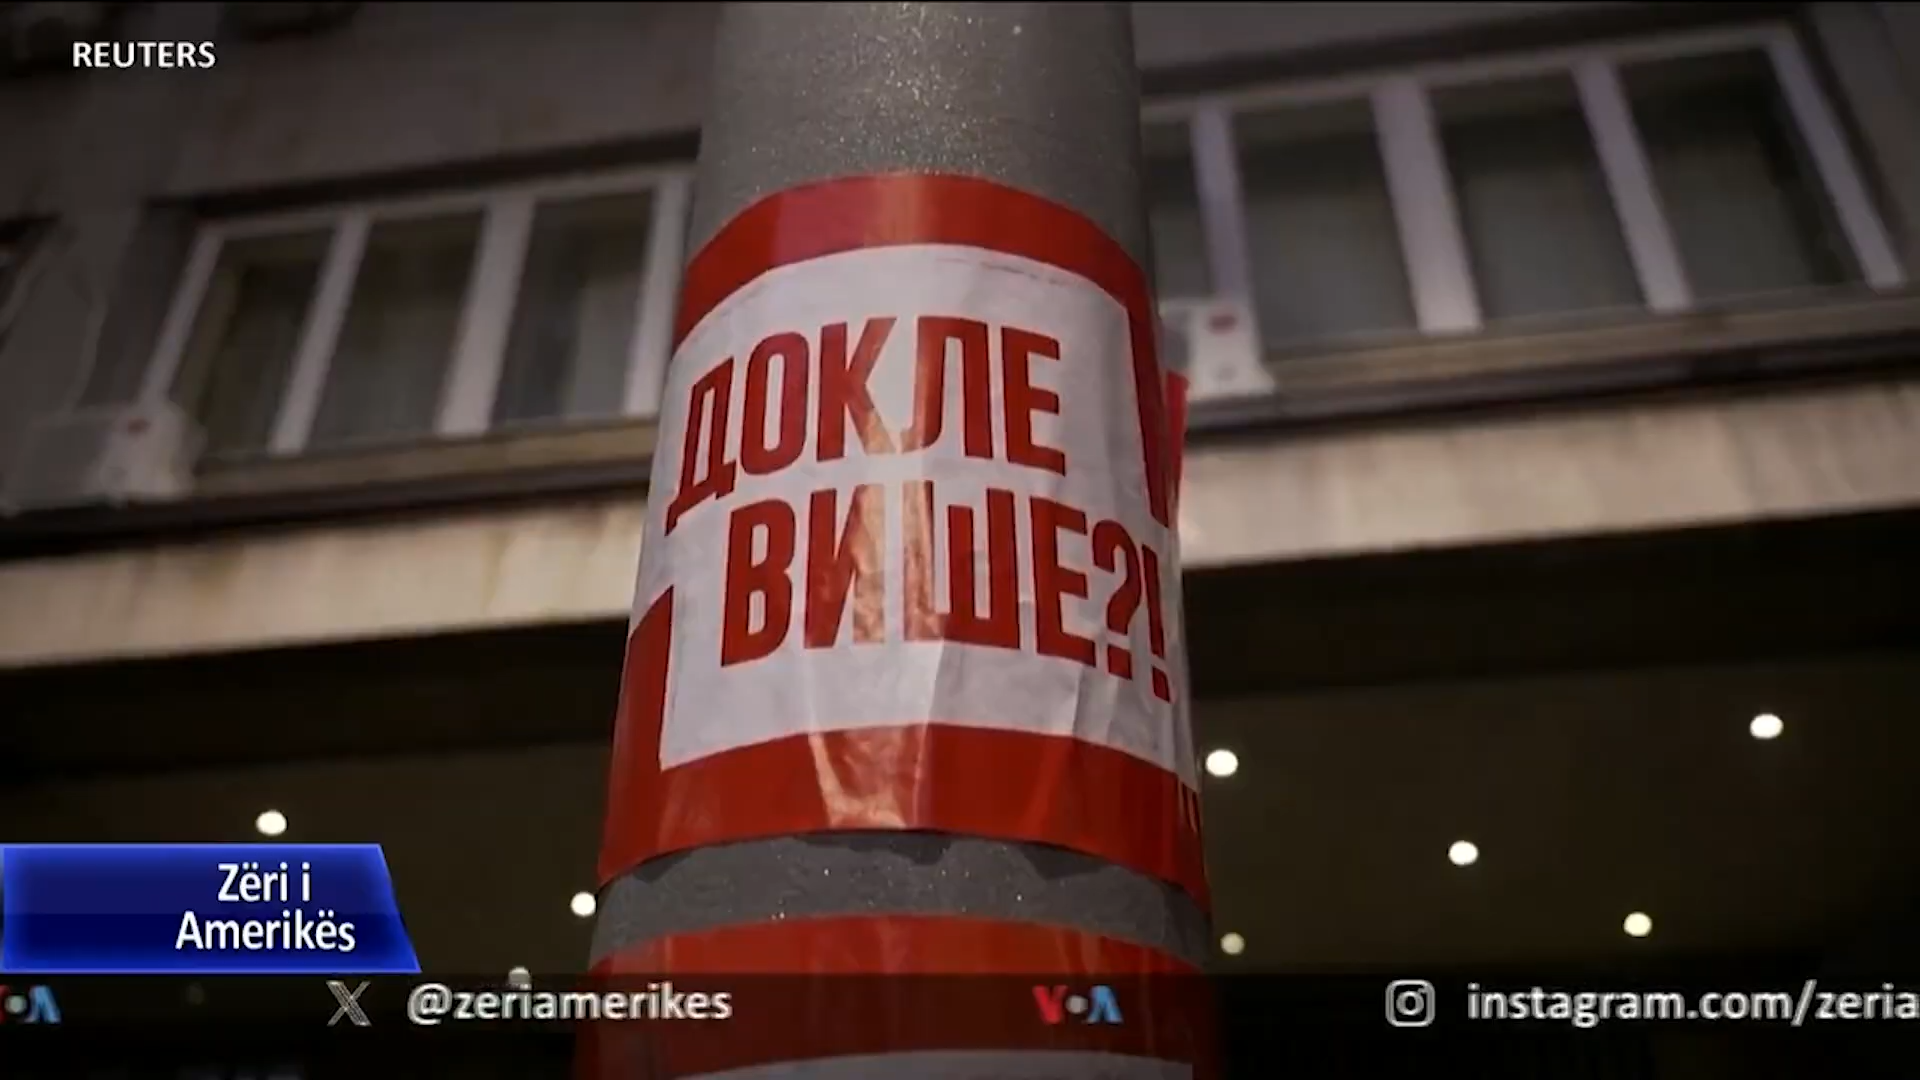 REUTERS
ДОКЛЕ
ВИШЕ?!
Zëri i
Amerikës
VOA
@zeriamerikes
VOA
instagram.com/zeria